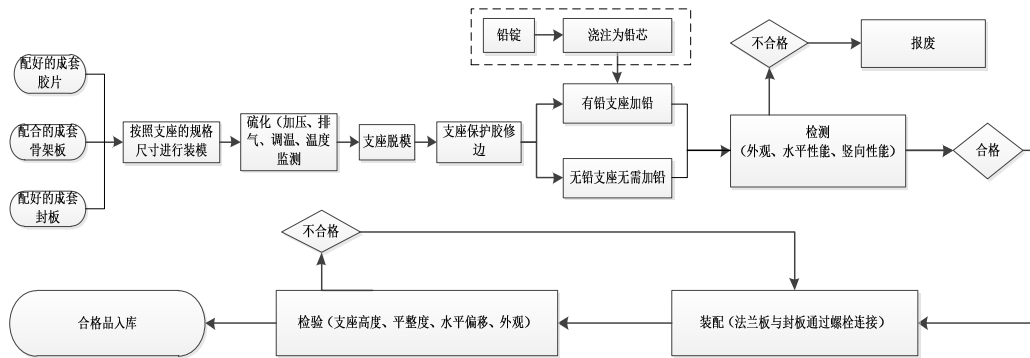 铅锭
浇注为铅芯
不合格
报废
配好的成套
胶片
配合的成套
骨架板
配好的成套
封板
按照支座的规格
尺寸进行装模
硫化（加压、排
气、调温、温度
监测
支座脱模
支座保护胶修
边
有铅支座加铅
无铅支座无需加铅
检测
（外观、水平性能、竖向性能）
合格
不合格
合格品入库
检验（支座高度、平整度、水平偏移、外观）
装配（法兰板与封板通过螺栓连接）